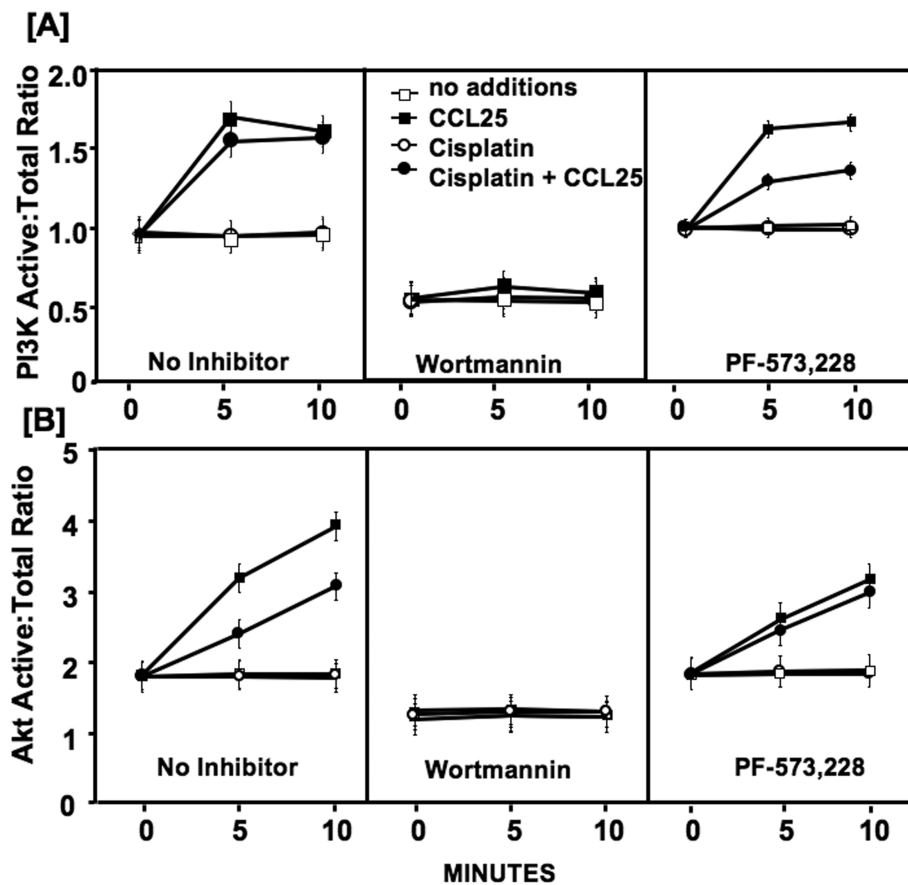 [A]
PI3K Active:Total Ratio
2.0
1.5
1.0
0.5
0
no additions
CCL25
Cisplatin
Cisplatin + CCL25
No Inhibitor
Wortmannin
PF-573,228
0 5 10 0 5 10 0 5 10
[B]
Akt Active:Total Ratio
5
4
3
2
1
0
No Inhibitor
Wortmannin
PF-573,228
0 5 10 0 5 10 0 5 10
MINUTES